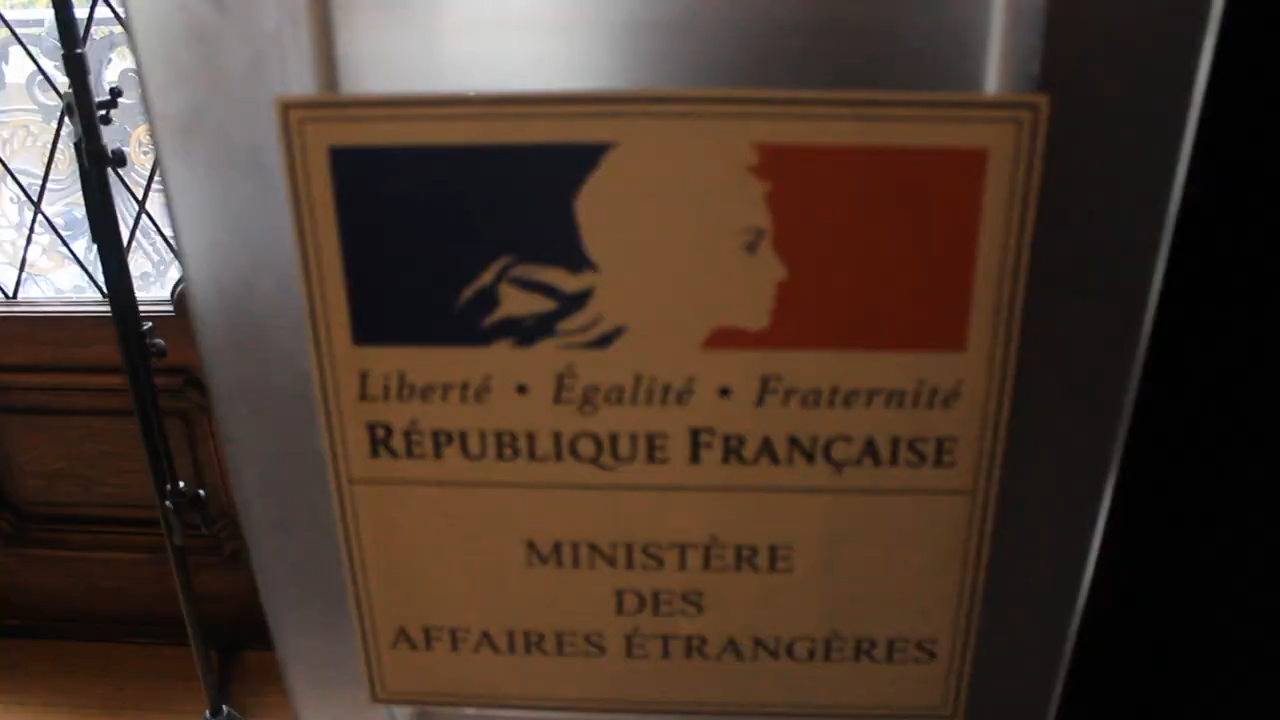 Liberté • Égalité • Fraternité
RÉPUBLIQUE FRANÇAISE
MINISTÈRE
DES
AFFAIRES ÉTRANGÈRES